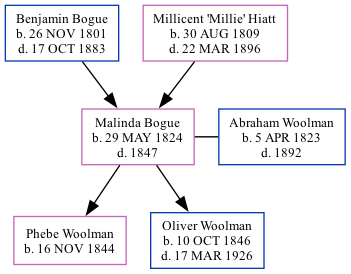 Benjamin Bogue
b. 26 NOV 1801
d. 17 OCT 1883
Millicent 'Millie' Hiatt
b. 30 AUG 1809
d. 22 MAR 1896
Malinda Bogue
b. 29 MAY 1824
d. 1847
Abraham Woolman
b. 5 APR 1823
d. 1892
Phebe Woolman
b. 16 NOV 1844
Oliver Woolman
b. 10 OCT 1846
d. 17 MAR 1926